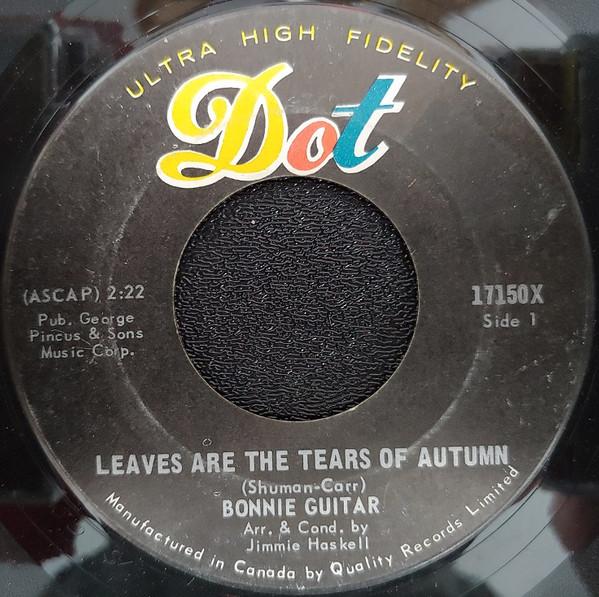 ULTRA HIGH FIDELITY
Dot
(ASCAP) 2:22
Pub. George
Pincus & Sons
Music Corp.
17150X
Side 1
LEAVES ARE THE TEARS OF AUTUMN
(Shuman-Carr)
BONNIE GUITAR
Arr. & Cond. by
Jimmie Haskell
Manufactured in Canada by Quality Records Limited